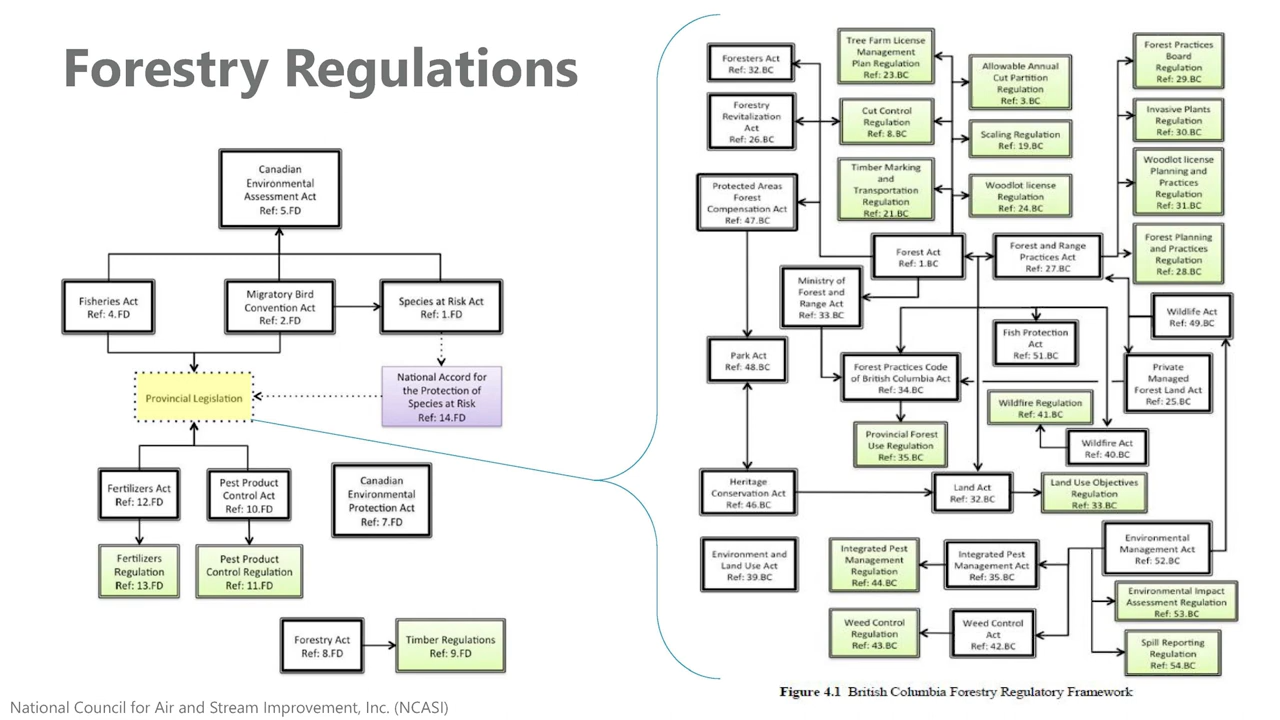 Forestry Regulations
Canadian
Environmental
Assessment Act
Ref: 5.FD
Fisheries Act
Ref: 4.FD
Migratory Bird
Convention Act
Ref: 2.FD
Species at Risk Act
Ref: 1.FD
Provincial Legislation
National Accord for
the Protection of
Species at Risk
Ref: 14.FD
Fertilizers Act
Ref: 12.FD
Pest Product
Control Act
Ref: 10.FD
Canadian
Environmental
Protection Act
Ref: 7.FD
Fertilizers
Regulation
Ref: 13.FD
Pest Product
Control Regulation
Ref: 11.FD
Forestry Act
Ref: 8.FD
Timber Regulations
Ref: 9.FD
National Council for Air and Stream Improvement, Inc. (NCASI)
Foresters Act
Ref: 32.BC
Tree Farm License
Management
Plan Regulation
Ref: 23.BC
Allowable Annual
Cut Partition
Regulation
Ref: 3.BC
Forest Practices
Board
Regulation
Ref: 29.BC
Forestry
Revitalization
Act
Ref: 26.BC
Cut Control
Regulation
Ref: 8.BC
Scaling Regulation
Ref: 19.BC
Invasive Plants
Regulation
Ref: 30.BC
Protected Areas
Forest
Compensation Act
Ref: 47.BC
Timber Marking
and
Transportation
Regulation
Ref: 21.BC
Woodlot license
Regulation
Ref: 24.BC
Woodlot license
Planning and
Practices
Regulation
Ref: 31.BC
Forest Act
Ref: 1.BC
Forest and Range
Practices Act
Ref: 27.BC
Forest Planning
and Practices
Regulation
Ref: 28.BC
Ministry of
Forest and
Range Act
Ref: 33.BC
Wildlife Act
Ref: 49.BC
Fish Protection
Act
Ref: 51.BC
Park Act
Ref: 48.BC
Forest Practices Code
of British Columbia Act
Ref: 34.BC
Private
Managed
Forest Land Act
Ref: 25.BC
Wildfire Regulation
Ref: 41.BC
Provincial Forest
Use Regulation
Ref: 35.BC
Wildfire Act
Ref: 40.BC
Heritage
Conservation Act
Ref: 46.BC
Land Act
Ref: 32.BC
Land Use Objectives
Regulation
Ref: 33.BC
Environment and
Land Use Act
Ref: 39.BC
Integrated Pest
Management
Regulation
Ref: 44.BC
Integrated Pest
Management Act
Ref: 35.BC
Environmental
Management Act
Ref: 52.BC
Environmental Impact
Assessment Regulation
Ref: 53.BC
Weed Control
Regulation
Ref: 43.BC
Weed Control
Act
Ref: 42.BC
Spill Reporting
Regulation
Ref: 54.BC
Figure 4.1 British Columbia Forestry Regulatory Framework